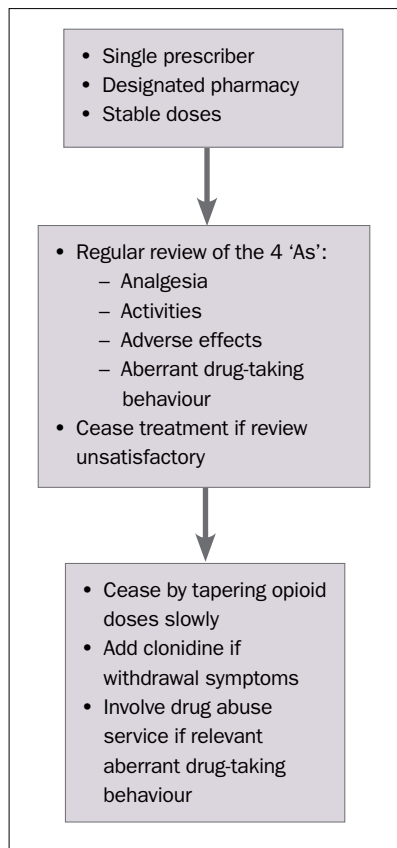 • Single prescriber
• Designated pharmacy
• Stable doses
• Regular review of the 4 ‘As’:
– Analgesia
– Activities
– Adverse effects
– Aberrant drug-taking
behaviour
• Cease treatment if review
unsatisfactory
• Cease by tapering opioid
doses slowly
• Add clonidine if
withdrawal symptoms
• Involve drug abuse
service if relevant
aberrant drug-taking
behaviour